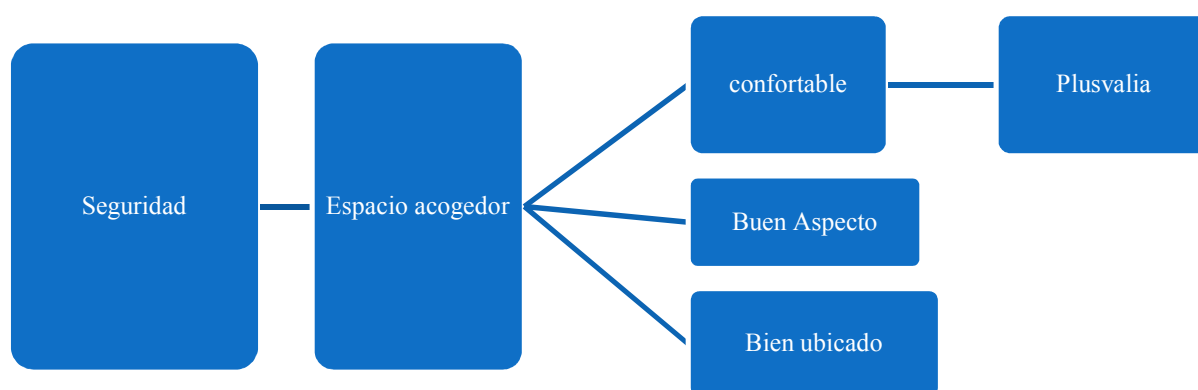 Seguridad
Espacio acogedor
confortable
Plusvalia
Buen Aspecto
Bien ubicado